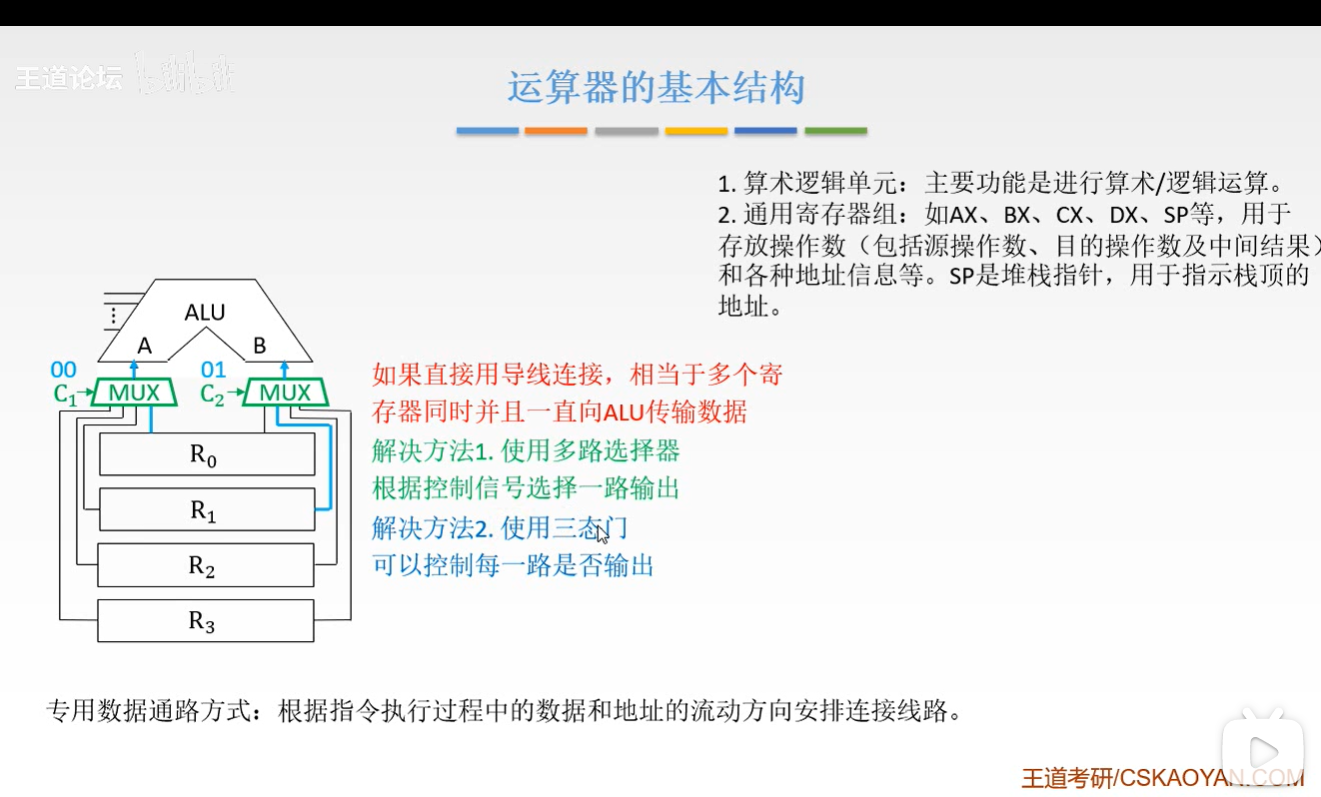 王道论坛 bilibili
运算器的基本结构
1. 算术逻辑单元：主要功能是进行算术/逻辑运算。
2. 通用寄存器组：如AX、BX、CX、DX、SP等，用于
存放操作数（包括源操作数、目的操作数及中间结果）
和各种地址信息等。SP是堆栈指针，用于指示栈顶的
地址。
ALU
A B
00 01
C₁ MUX C₂ MUX
R₀
R₁
R₂
R₃
如果直接用导线连接，相当于多个寄
存器同时并且一直向ALU传输数据
解决方法1. 使用多路选择器
根据控制信号选择一路输出
解决方法2. 使用三态门
可以控制每一路是否输出
专用数据通路方式：根据指令执行过程中的数据和地址的流动方向安排连接线路。
王道考研/CSKAOYAN.COM